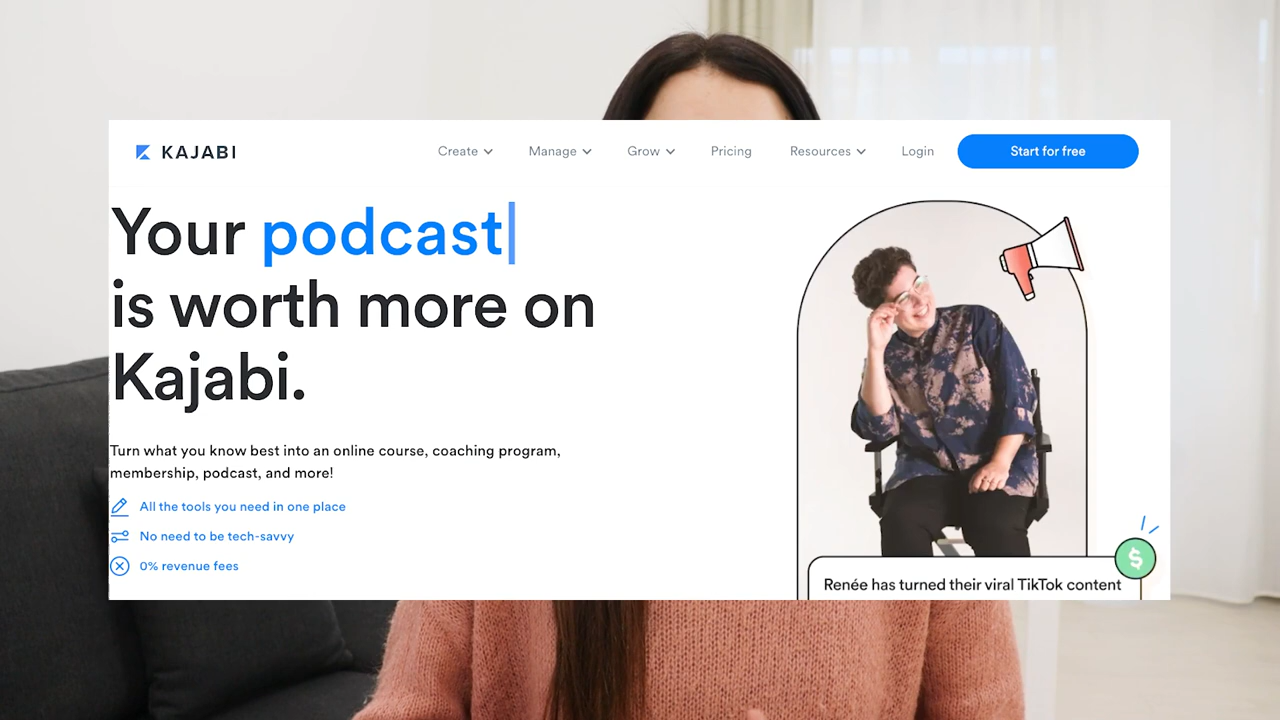 KAJABI
Create
Manage
Grow
Pricing
Resources
Login
Start for free
Your podcast
is worth more on
Kajabi.
Turn what you know best into an online course, coaching program,
membership, podcast, and more!
All the tools you need in one place
No need to be tech-savvy
0% revenue fees
$
Renée has turned their viral TikTok content